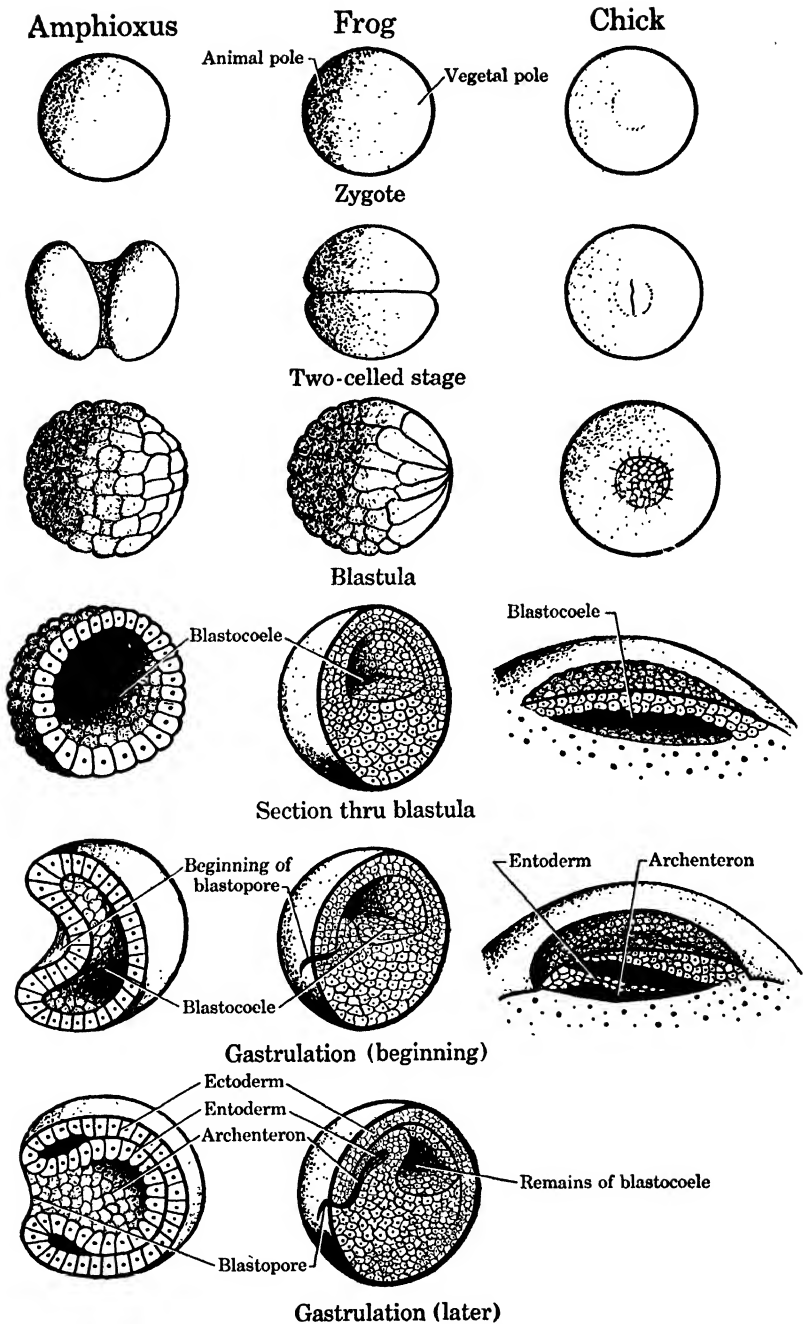 Amphioxus
Frog
Chick
Animal pole
Vegetal pole
Zygote
Two-celled stage
Blastula
Blastocoele
Blastocoele
Section thru blastula
Beginning of
blastopore
Entoderm
Archenteron
Blastocoele
Gastrulation (beginning)
Ectoderm
Entoderm
Archenteron
Remains of blastocoele
Blastopore
Gastrulation (later)